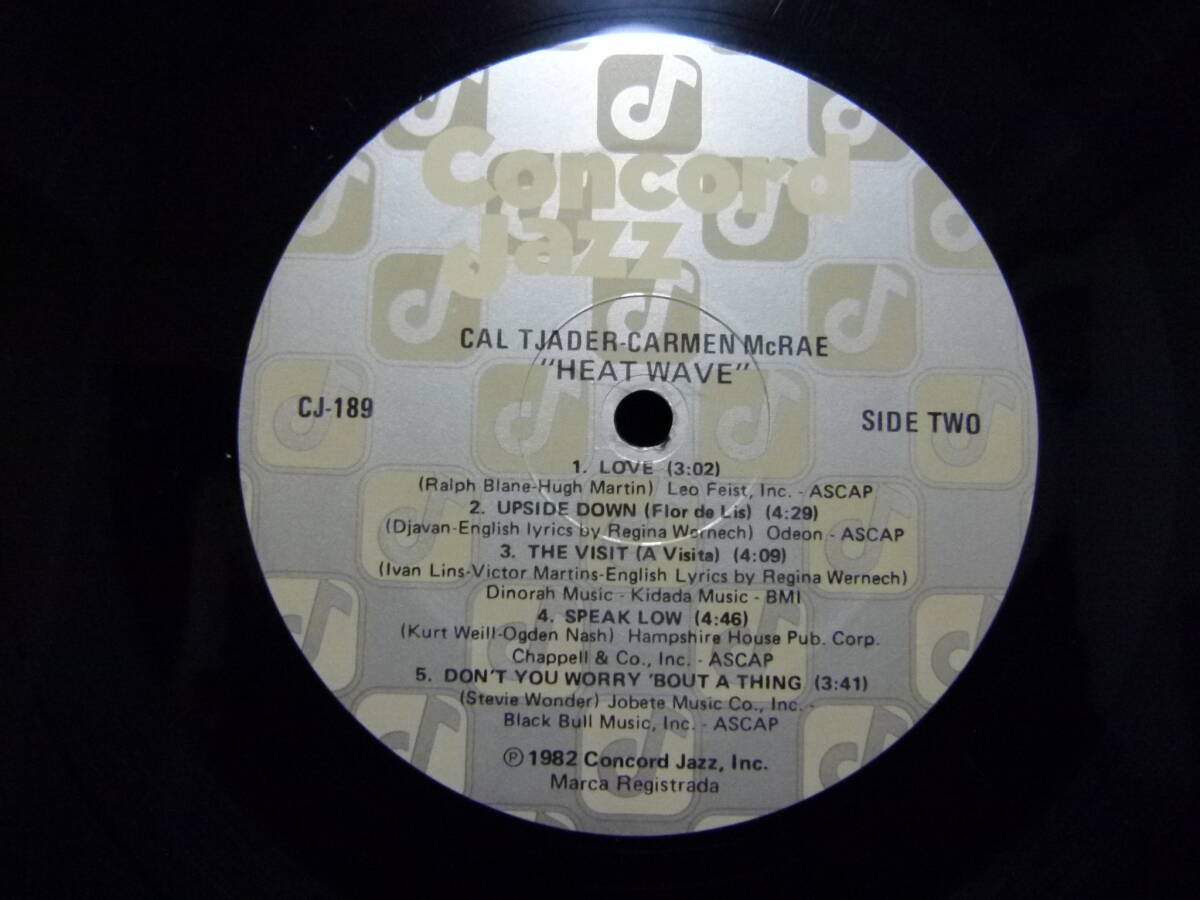 Concord
Jazz
CAL TJADER-CARMEN McRAE
"HEAT WAVE"
CJ-189
SIDE TWO
1. LOVE (3:02)
(Ralph Blane-Hugh Martin) Leo Feist, Inc. - ASCAP
2. UPSIDE DOWN (Flor de Lis) (4:29)
(Djavan-English lyrics by Regina Wernech) Odeon - ASCAP
3. THE VISIT (A Visita) (4:09)
(Ivan Lins-Victor Martins-English Lyrics by Regina Wernech)
Dinorah Music - Kidada Music - BMI
4. SPEAK LOW (4:46)
(Kurt Weill-Ogden Nash) Hampshire House Pub. Corp.
Chappell & Co., Inc. - ASCAP
5. DON'T YOU WORRY 'BOUT A THING (3:41)
(Stevie Wonder) Jobete Music Co., Inc. -
Black Bull Music, Inc. - ASCAP
℗ 1982 Concord Jazz, Inc.
Marca Registrada